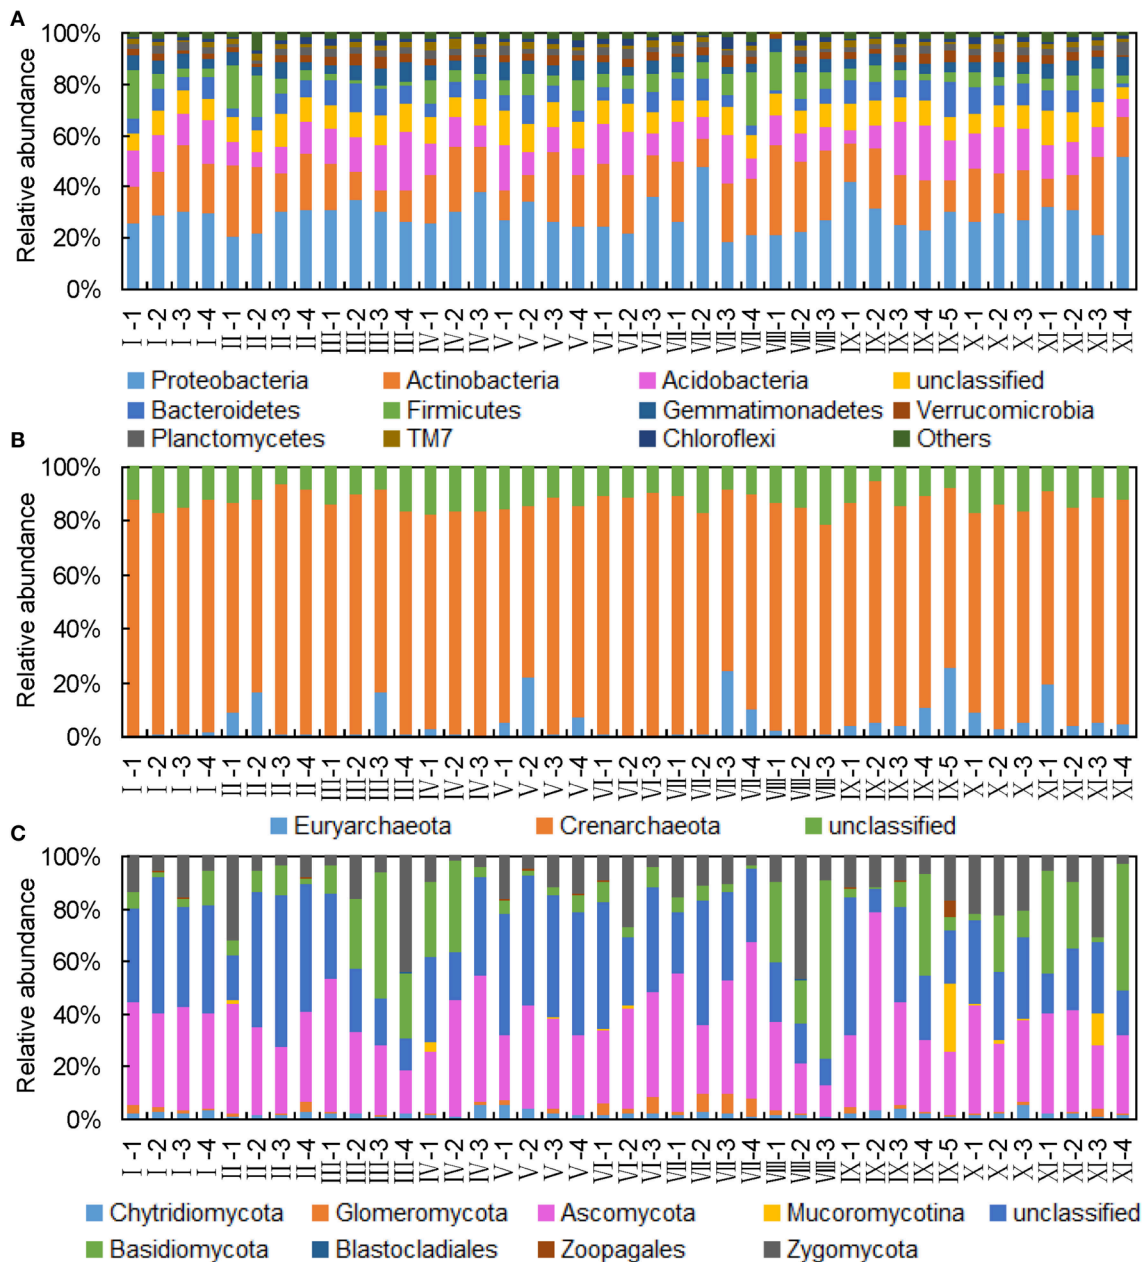 A
100%
80%
60%
40%
20%
0%
Relative abundance
I-1 I-2 I-3 I-4 II-1 II-2 II-3 II-4 III-1 III-2 III-3 III-4 IV-1 IV-2 IV-3 V-1 V-2 V-3 V-4 VI-1 VI-2 VI-3 VII-1 VII-2 VII-3 VII-4 VIII-1 VIII-2 VIII-3 IX-1 IX-2 IX-3 IX-4 IX-5 X-1 X-2 X-3 XI-1 XI-2 XI-3 XI-4
Proteobacteria Actinobacteria Acidobacteria unclassified
Bacteroidetes Firmicutes Gemmatimonadetes Verrucomicrobia
Planctomycetes TM7 Chloroflexi Others
B
100%
80%
60%
40%
20%
0%
Relative abundance
I-1 I-2 I-3 I-4 II-1 II-2 II-3 II-4 III-1 III-2 III-3 III-4 IV-1 IV-2 IV-3 V-1 V-2 V-3 V-4 VI-1 VI-2 VI-3 VII-1 VII-2 VII-3 VII-4 VIII-1 VIII-2 VIII-3 IX-1 IX-2 IX-3 IX-4 IX-5 X-1 X-2 X-3 XI-1 XI-2 XI-3 XI-4
Euryarchaeota Crenarchaeota unclassified
C
100%
80%
60%
40%
20%
0%
Relative abundance
I-1 I-2 I-3 I-4 II-1 II-2 II-3 II-4 III-1 III-2 III-3 III-4 IV-1 IV-2 IV-3 V-1 V-2 V-3 V-4 VI-1 VI-2 VI-3 VII-1 VII-2 VII-3 VII-4 VIII-1 VIII-2 VIII-3 IX-1 IX-2 IX-3 IX-4 IX-5 X-1 X-2 X-3 XI-1 XI-2 XI-3 XI-4
Chytridiomycota Glomeromycota Ascomycota Mucoromycotina unclassified
Basidiomycota Blastocladiales Zoopagales Zygomycota